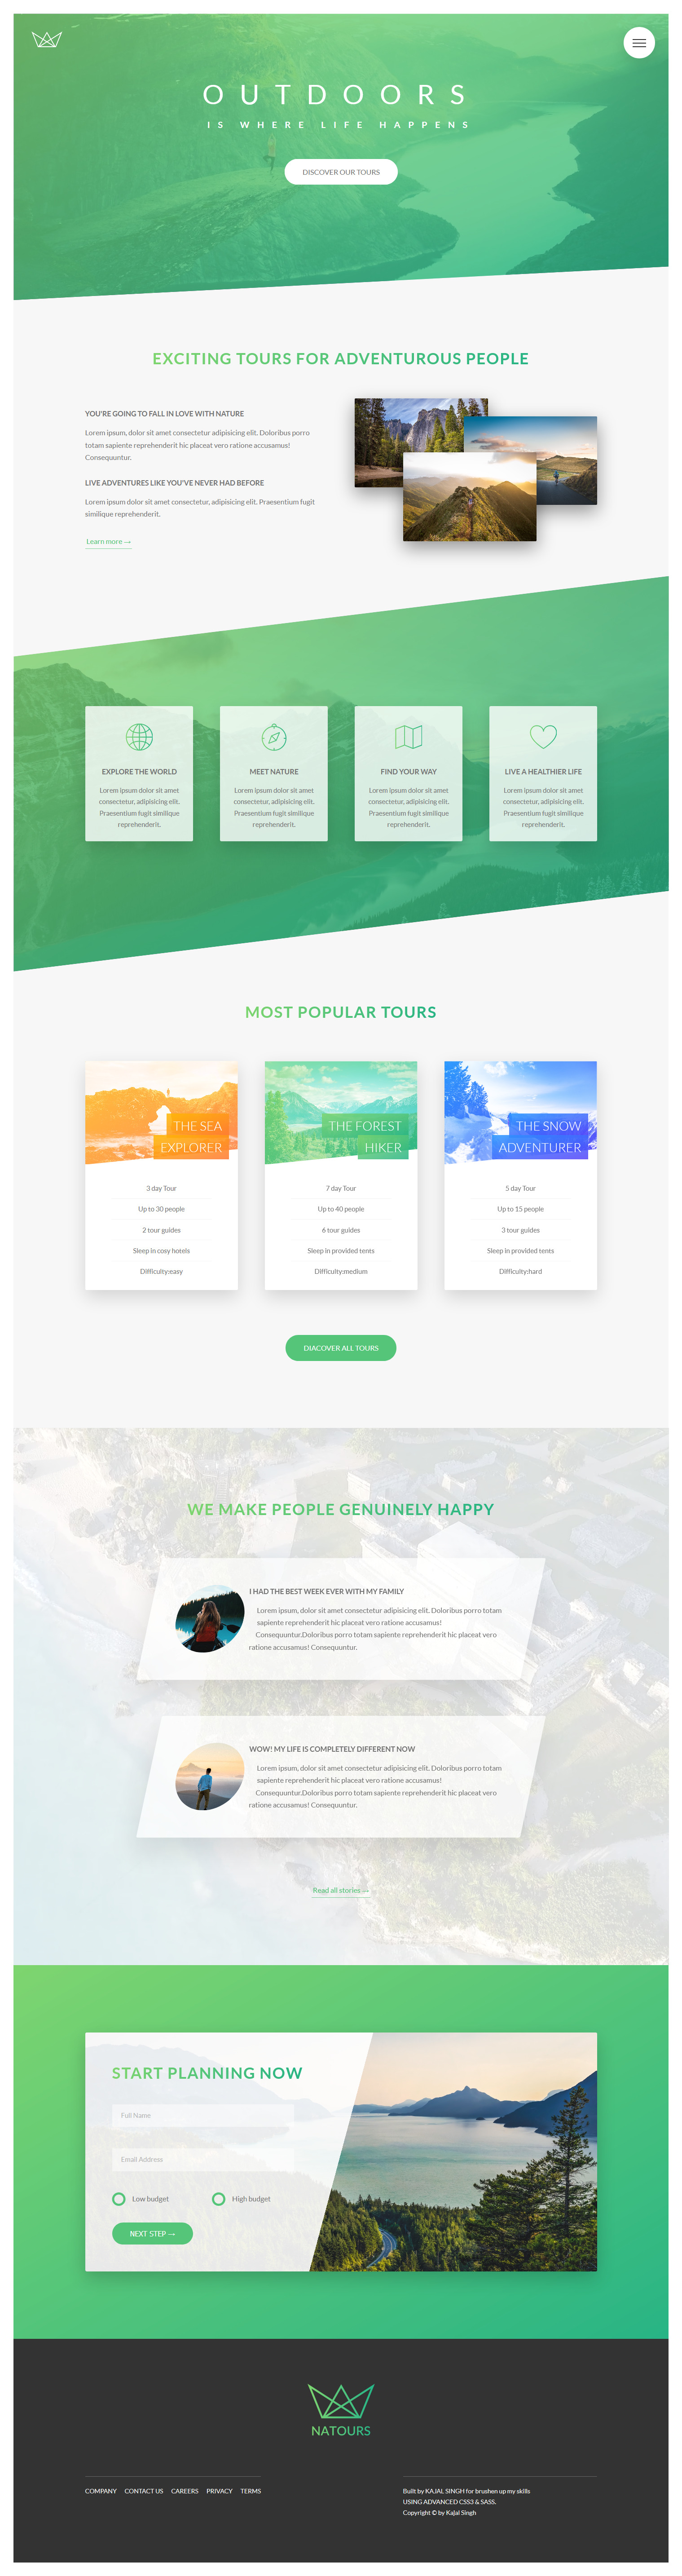 OUTDOORS
IS WHERE LIFE HAPPENS
DISCOVER OUR TOURS
EXCITING TOURS FOR ADVENTUROUS PEOPLE
YOU'RE GOING TO FALL IN LOVE WITH NATURE
Lorem ipsum, dolor sit amet consectetur adipisicing elit. Doloribus porro
totam sapiente reprehenderit hic placeat vero ratione accusamus!
Consequuntur.
LIVE ADVENTURES LIKE YOU'VE NEVER HAD BEFORE
Lorem ipsum dolor sit amet consectetur, adipisicing elit. Praesentium fugit
similique reprehenderit.
Learn more →
EXPLORE THE WORLD
Lorem ipsum dolor sit amet
consectetur, adipisicing elit.
Praesentium fugit similique
reprehenderit.
MEET NATURE
Lorem ipsum dolor sit amet
consectetur, adipisicing elit.
Praesentium fugit similique
reprehenderit.
FIND YOUR WAY
Lorem ipsum dolor sit amet
consectetur, adipisicing elit.
Praesentium fugit similique
reprehenderit.
LIVE A HEALTHIER LIFE
Lorem ipsum dolor sit amet
consectetur, adipisicing elit.
Praesentium fugit similique
reprehenderit.
MOST POPULAR TOURS
THE SEA
EXPLORER
3 day Tour
Up to 30 people
2 tour guides
Sleep in cosy hotels
Difficulty:easy
THE FOREST
HIKER
7 day Tour
Up to 40 people
6 tour guides
Sleep in provided tents
Difficulty:medium
THE SNOW
ADVENTURER
5 day Tour
Up to 15 people
3 tour guides
Sleep in provided tents
Difficulty:hard
DIACOVER ALL TOURS
WE MAKE PEOPLE GENUINELY HAPPY
I HAD THE BEST WEEK EVER WITH MY FAMILY
Lorem ipsum, dolor sit amet consectetur adipisicing elit. Doloribus porro totam
sapiente reprehenderit hic placeat vero ratione accusamus!
Consequuntur.Doloribus porro totam sapiente reprehenderit hic placeat vero
ratione accusamus! Consequuntur.
WOW! MY LIFE IS COMPLETELY DIFFERENT NOW
Lorem ipsum, dolor sit amet consectetur adipisicing elit. Doloribus porro totam
sapiente reprehenderit hic placeat vero ratione accusamus!
Consequuntur.Doloribus porro totam sapiente reprehenderit hic placeat vero
ratione accusamus! Consequuntur.
Read all stories →
START PLANNING NOW
Full Name
Email Address
Low budget
High budget
NEXT STEP →
NATOURS
COMPANY CONTACT US CAREERS PRIVACY TERMS
Built by KAJAL SINGH for brushen up my skills
USING ADVANCED CSS3 & SASS.
Copyright © by Kajal Singh